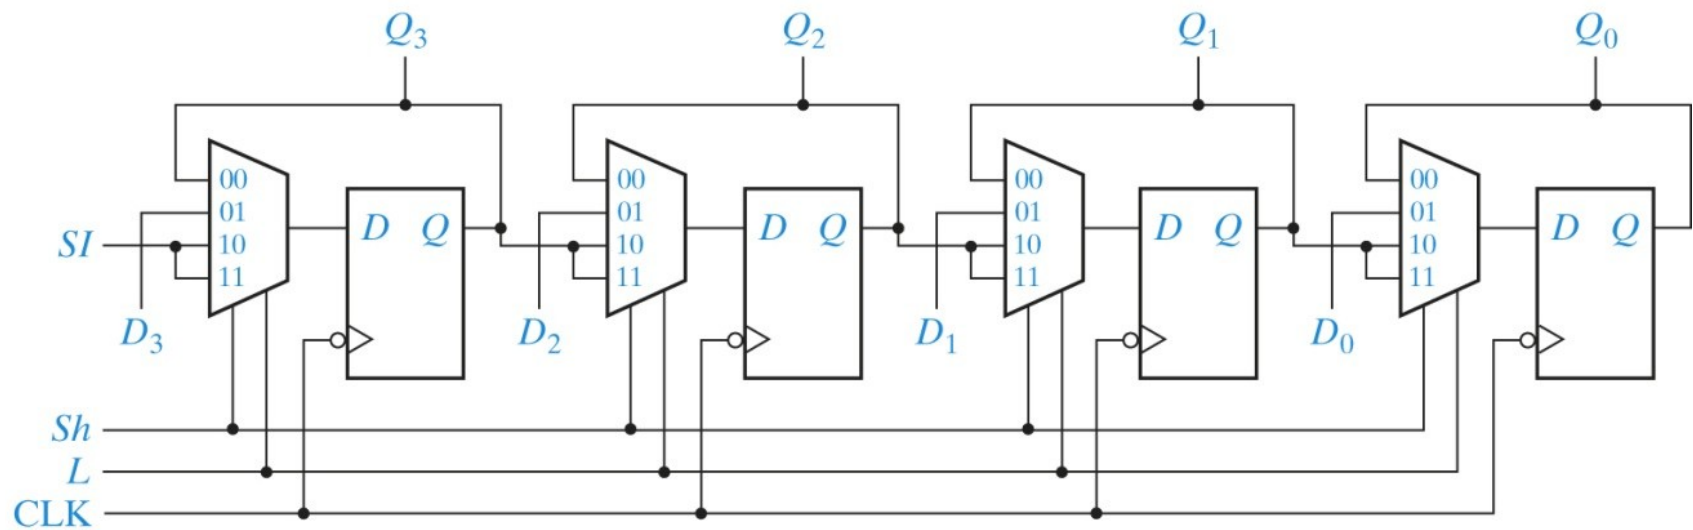 Q3 Q2 Q1 Q0
00 00 00 00
01 D Q 01 D Q 01 D Q 01 D Q
SI 10 10 10 10
11 11 11 11
D3 D2 D1 D0
Sh
L
CLK